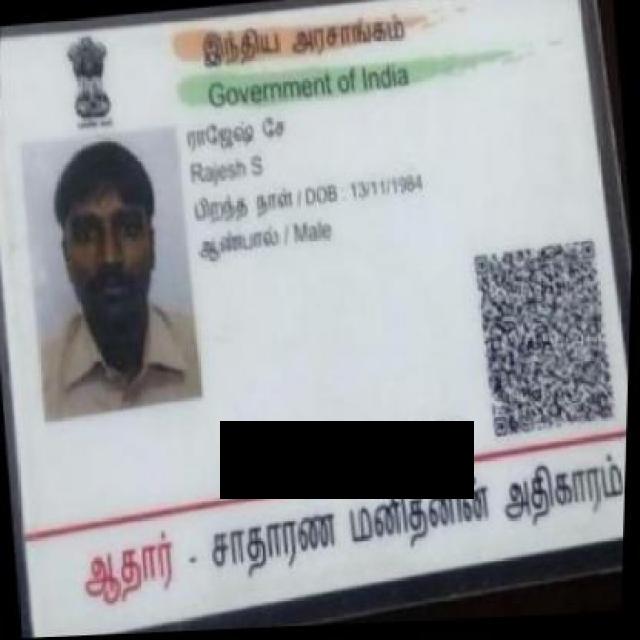 இந்திய அரசாங்கம்
Government of India
ராஜேஷ் சே
Rajesh S
பிறந்த நாள் / DOB : 13/11/1984
ஆண்பால் / Male
ஆதார் - சாதாரண மனிதனின் அதிகாரம்